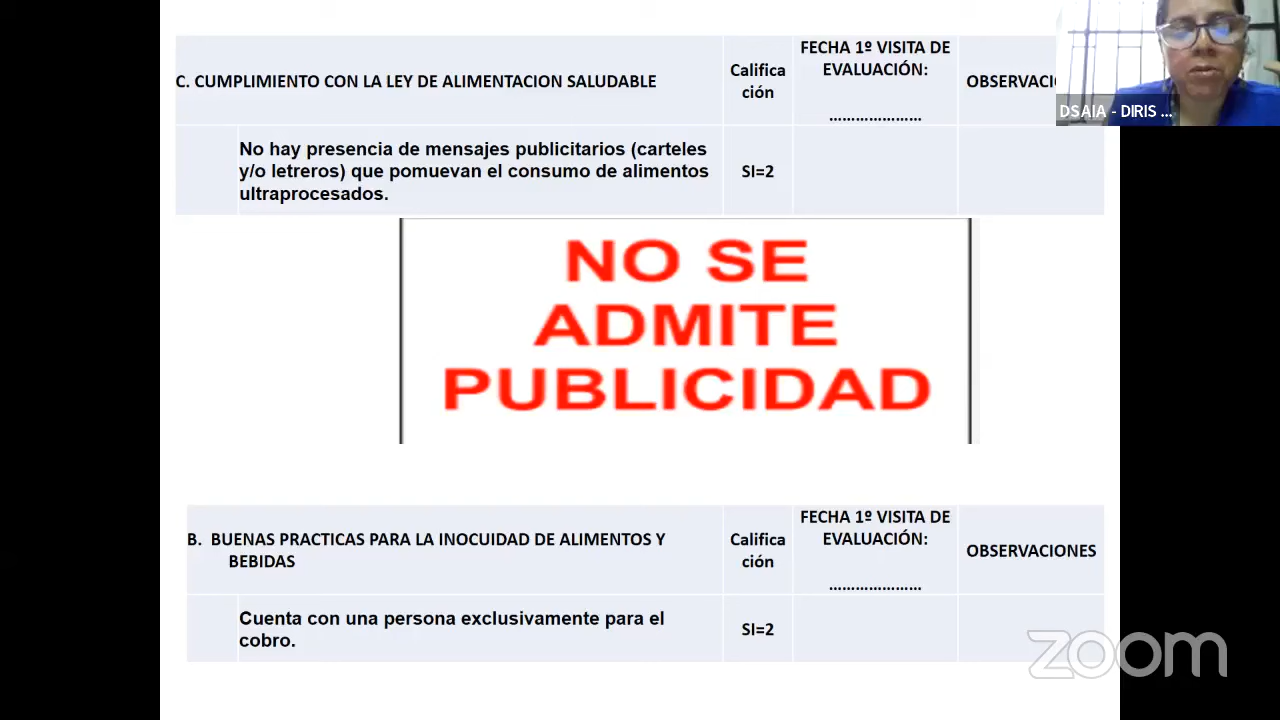 C. CUMPLIMIENTO CON LA LEY DE ALIMENTACION SALUDABLE
Califica
ción
FECHA 1º VISITA DE
EVALUACIÓN:
.....................
OBSERVACI
No hay presencia de mensajes publicitarios (carteles
y/o letreros) que pomuevan el consumo de alimentos
ultraprocesados.
SI=2
DSAIA - DIRIS ...
NO SE
ADMITE
PUBLICIDAD
B. BUENAS PRACTICAS PARA LA INOCUIDAD DE ALIMENTOS Y
BEBIDAS
Califica
ción
FECHA 1º VISITA DE
EVALUACIÓN:
.....................
OBSERVACIONES
Cuenta con una persona exclusivamente para el
cobro.
SI=2
zoom